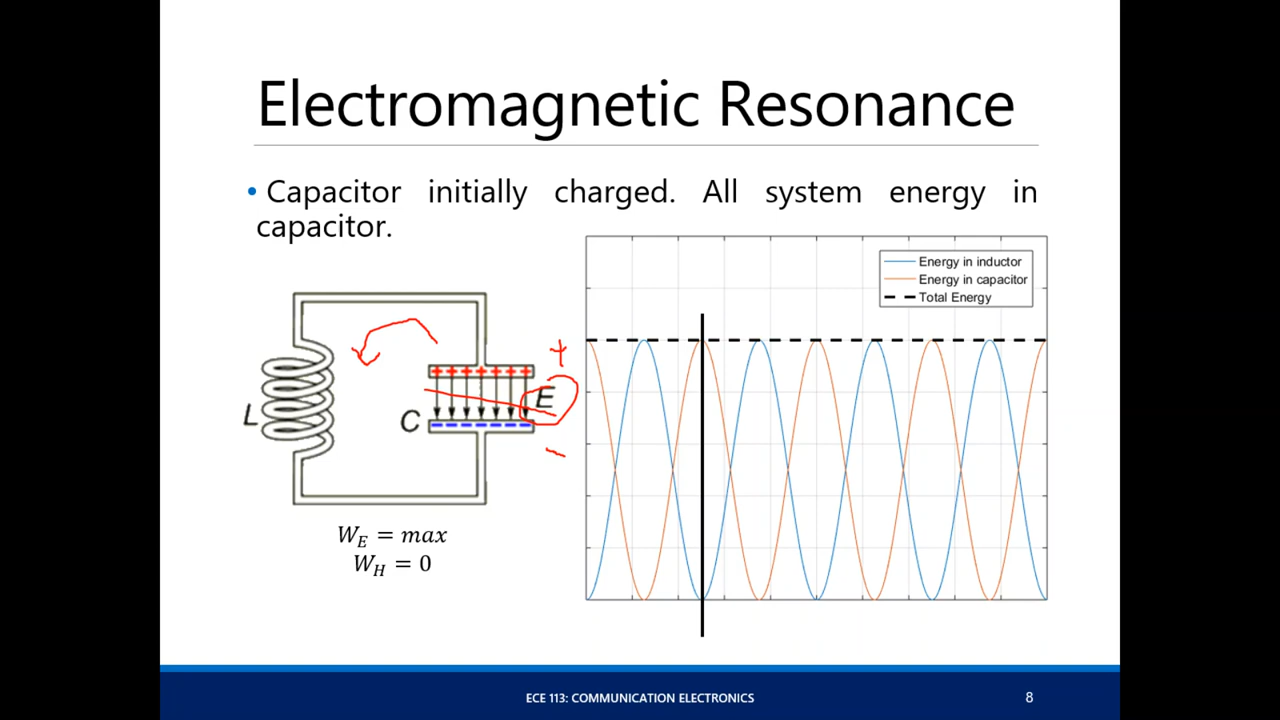 Electromagnetic Resonance
• Capacitor initially charged. All system energy in
capacitor.
Energy in inductor
Energy in capacitor
Total Energy
+
+ + + + + + +
E
L
C
− − − − − − −
−
W_E = max
W_H = 0
ECE 113: COMMUNICATION ELECTRONICS
8